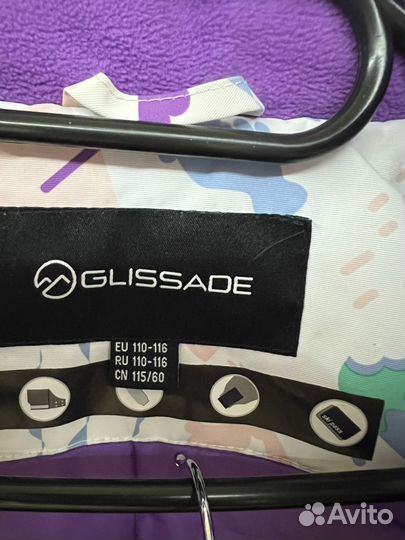 GLISSADE
EU 110-116
RU 110-116
CN 115/60
ski pass
Avito